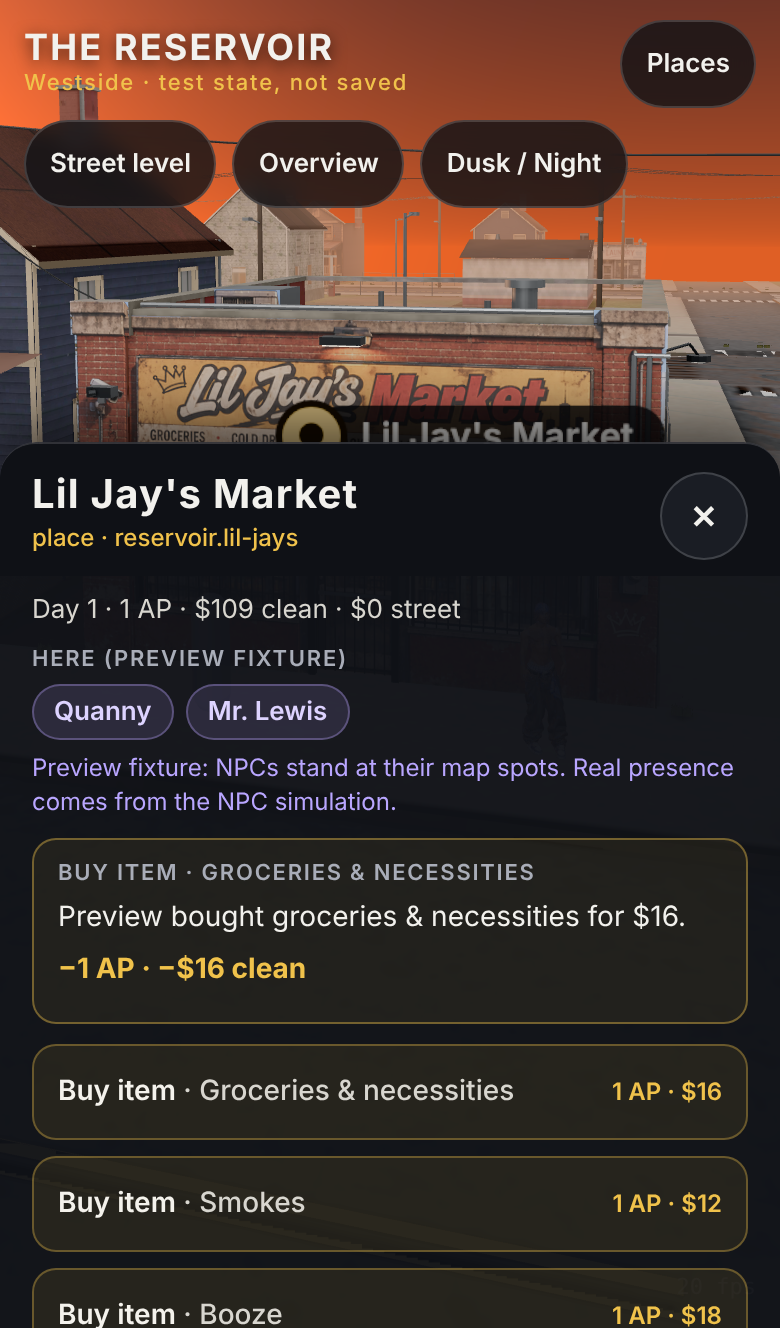 THE RESERVOIR
Westside · test state, not saved
Places
Street level
Overview
Dusk / Night
Lil Jay's Market
GROCERIES · COLD DR
Lil Jay's Market
Lil Jay's Market
place · reservoir.lil-jays
×
Day 1 · 1 AP · $109 clean · $0 street
HERE (PREVIEW FIXTURE)
Quanny
Mr. Lewis
Preview fixture: NPCs stand at their map spots. Real presence
comes from the NPC simulation.
BUY ITEM · GROCERIES & NECESSITIES
Preview bought groceries & necessities for $16.
−1 AP · −$16 clean
Buy item · Groceries & necessities
1 AP · $16
Buy item · Smokes
1 AP · $12
Buy item · Booze
1 AP · $18